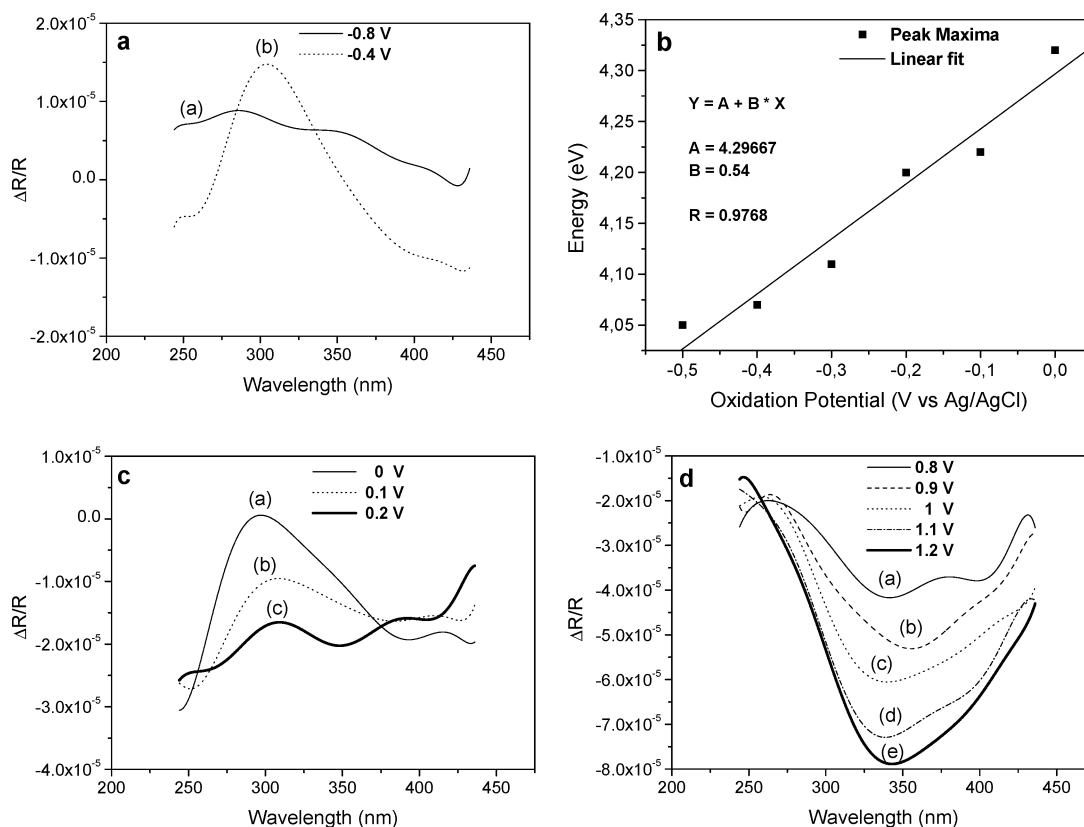 a
-0.8 V
-0.4 V
(a)
(b)
2.0x10⁻⁵
1.0x10⁻⁵
0.0
-1.0x10⁻⁵
-2.0x10⁻⁵
ΔR/R
200 250 300 350 400 450
Wavelength (nm)
b
Peak Maxima
Linear fit
Y = A + B * X
A = 4.29667
B = 0.54
R = 0.9768
4,35
4,30
4,25
4,20
4,15
4,10
4,05
Energy (eV)
-0,5 -0,4 -0,3 -0,2 -0,1 0,0
Oxidation Potential (V vs Ag/AgCl)
c
0 V
0.1 V
0.2 V
(a)
(b)
(c)
1.0x10⁻⁵
0.0
-1.0x10⁻⁵
-2.0x10⁻⁵
-3.0x10⁻⁵
-4.0x10⁻⁵
ΔR/R
200 250 300 350 400 450
Wavelength (nm)
d
0.8 V
0.9 V
1 V
1.1 V
1.2 V
(a)
(b)
(c)
(d)
(e)
-1.0x10⁻⁵
-2.0x10⁻⁵
-3.0x10⁻⁵
-4.0x10⁻⁵
-5.0x10⁻⁵
-6.0x10⁻⁵
-7.0x10⁻⁵
-8.0x10⁻⁵
ΔR/R
200 250 300 350 400 450
Wavelength (nm)